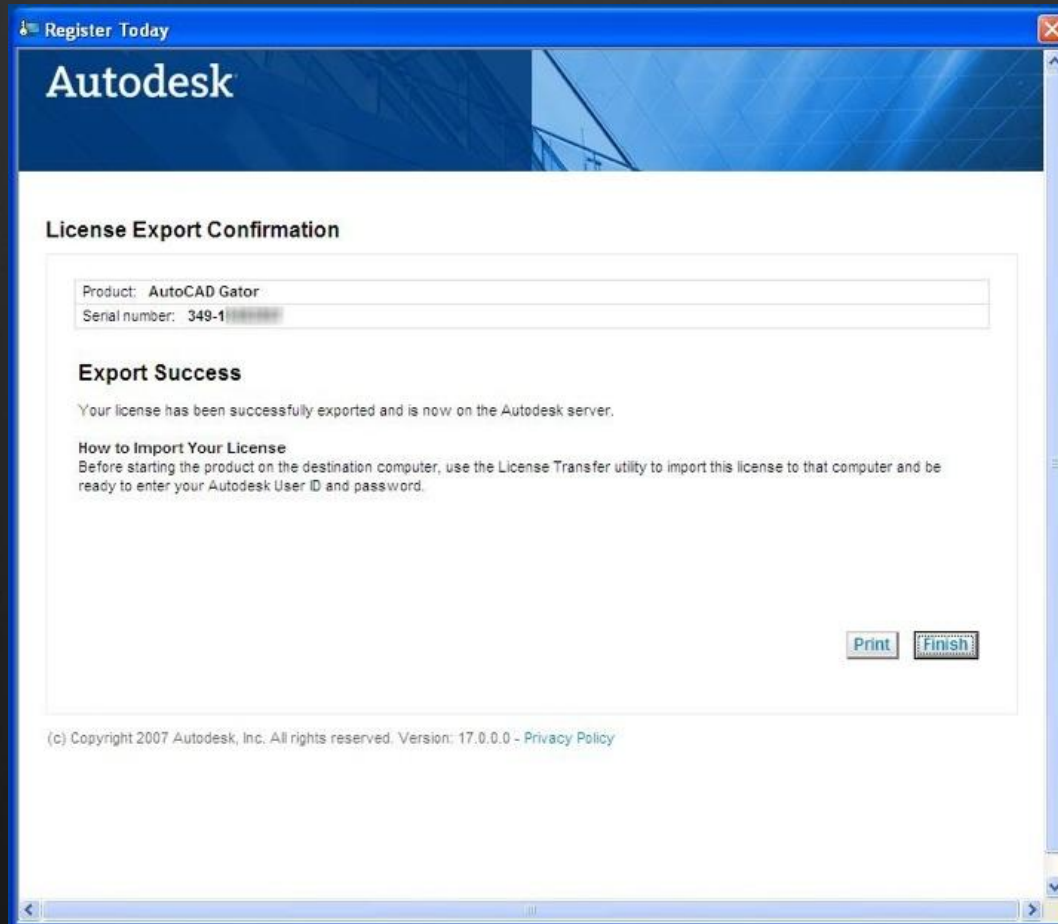 Register Today
Autodesk
License Export Confirmation
Product: AutoCAD Gator
Serial number: 349-1
Export Success
Your license has been successfully exported and is now on the Autodesk server.
How to Import Your License
Before starting the product on the destination computer, use the License Transfer utility to import this license to that computer and be
ready to enter your Autodesk User ID and password.
Print Finish
(c) Copyright 2007 Autodesk, Inc. All rights reserved. Version: 17.0.0.0 - Privacy Policy